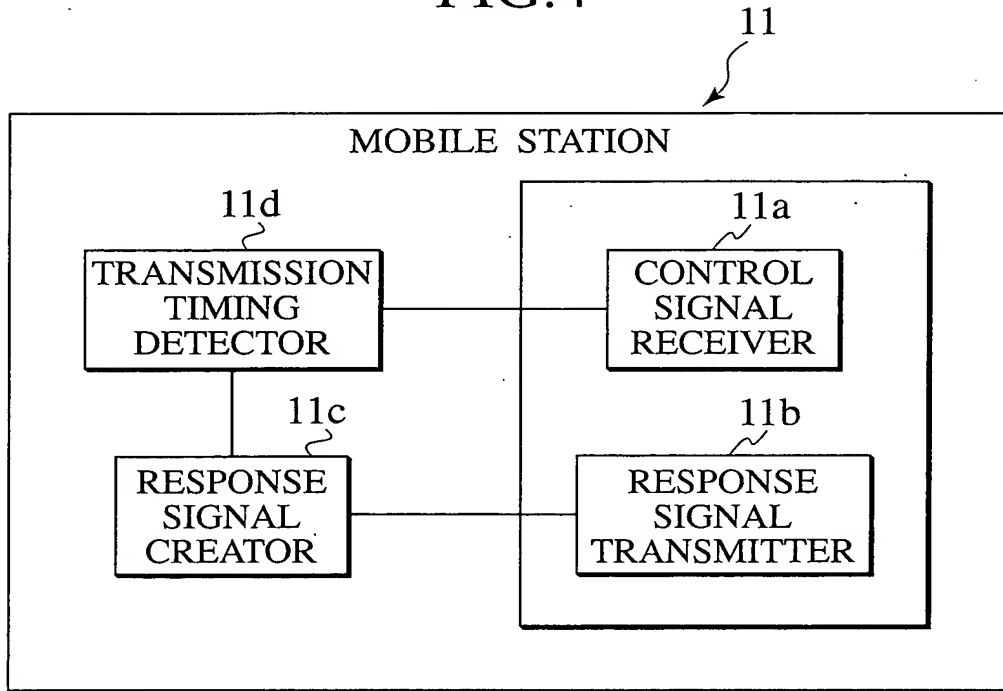 11
MOBILE STATION
11d
11a
TRANSMISSION
TIMING
DETECTOR
CONTROL
SIGNAL
RECEIVER
11c
11b
RESPONSE
SIGNAL
CREATOR
RESPONSE
SIGNAL
TRANSMITTER